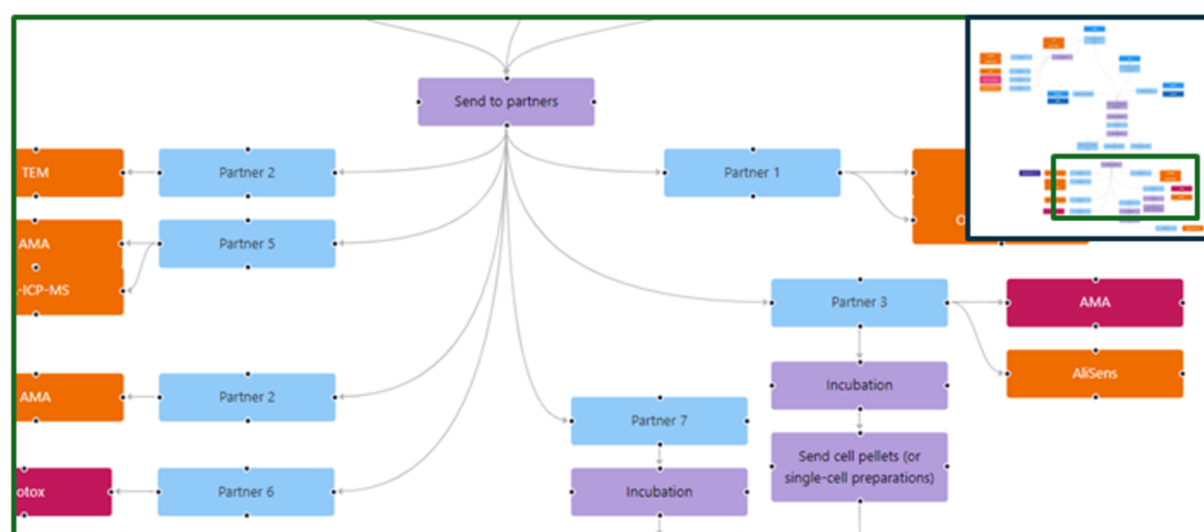 Send to partners
TEM
Partner 2
Partner 1
AMA
Partner 5
O
-ICP-MS
Partner 3
AMA
AliSens
Incubation
AMA
Partner 2
Partner 7
Send cell pellets (or
single-cell preparations)
otox
Partner 6
Incubation